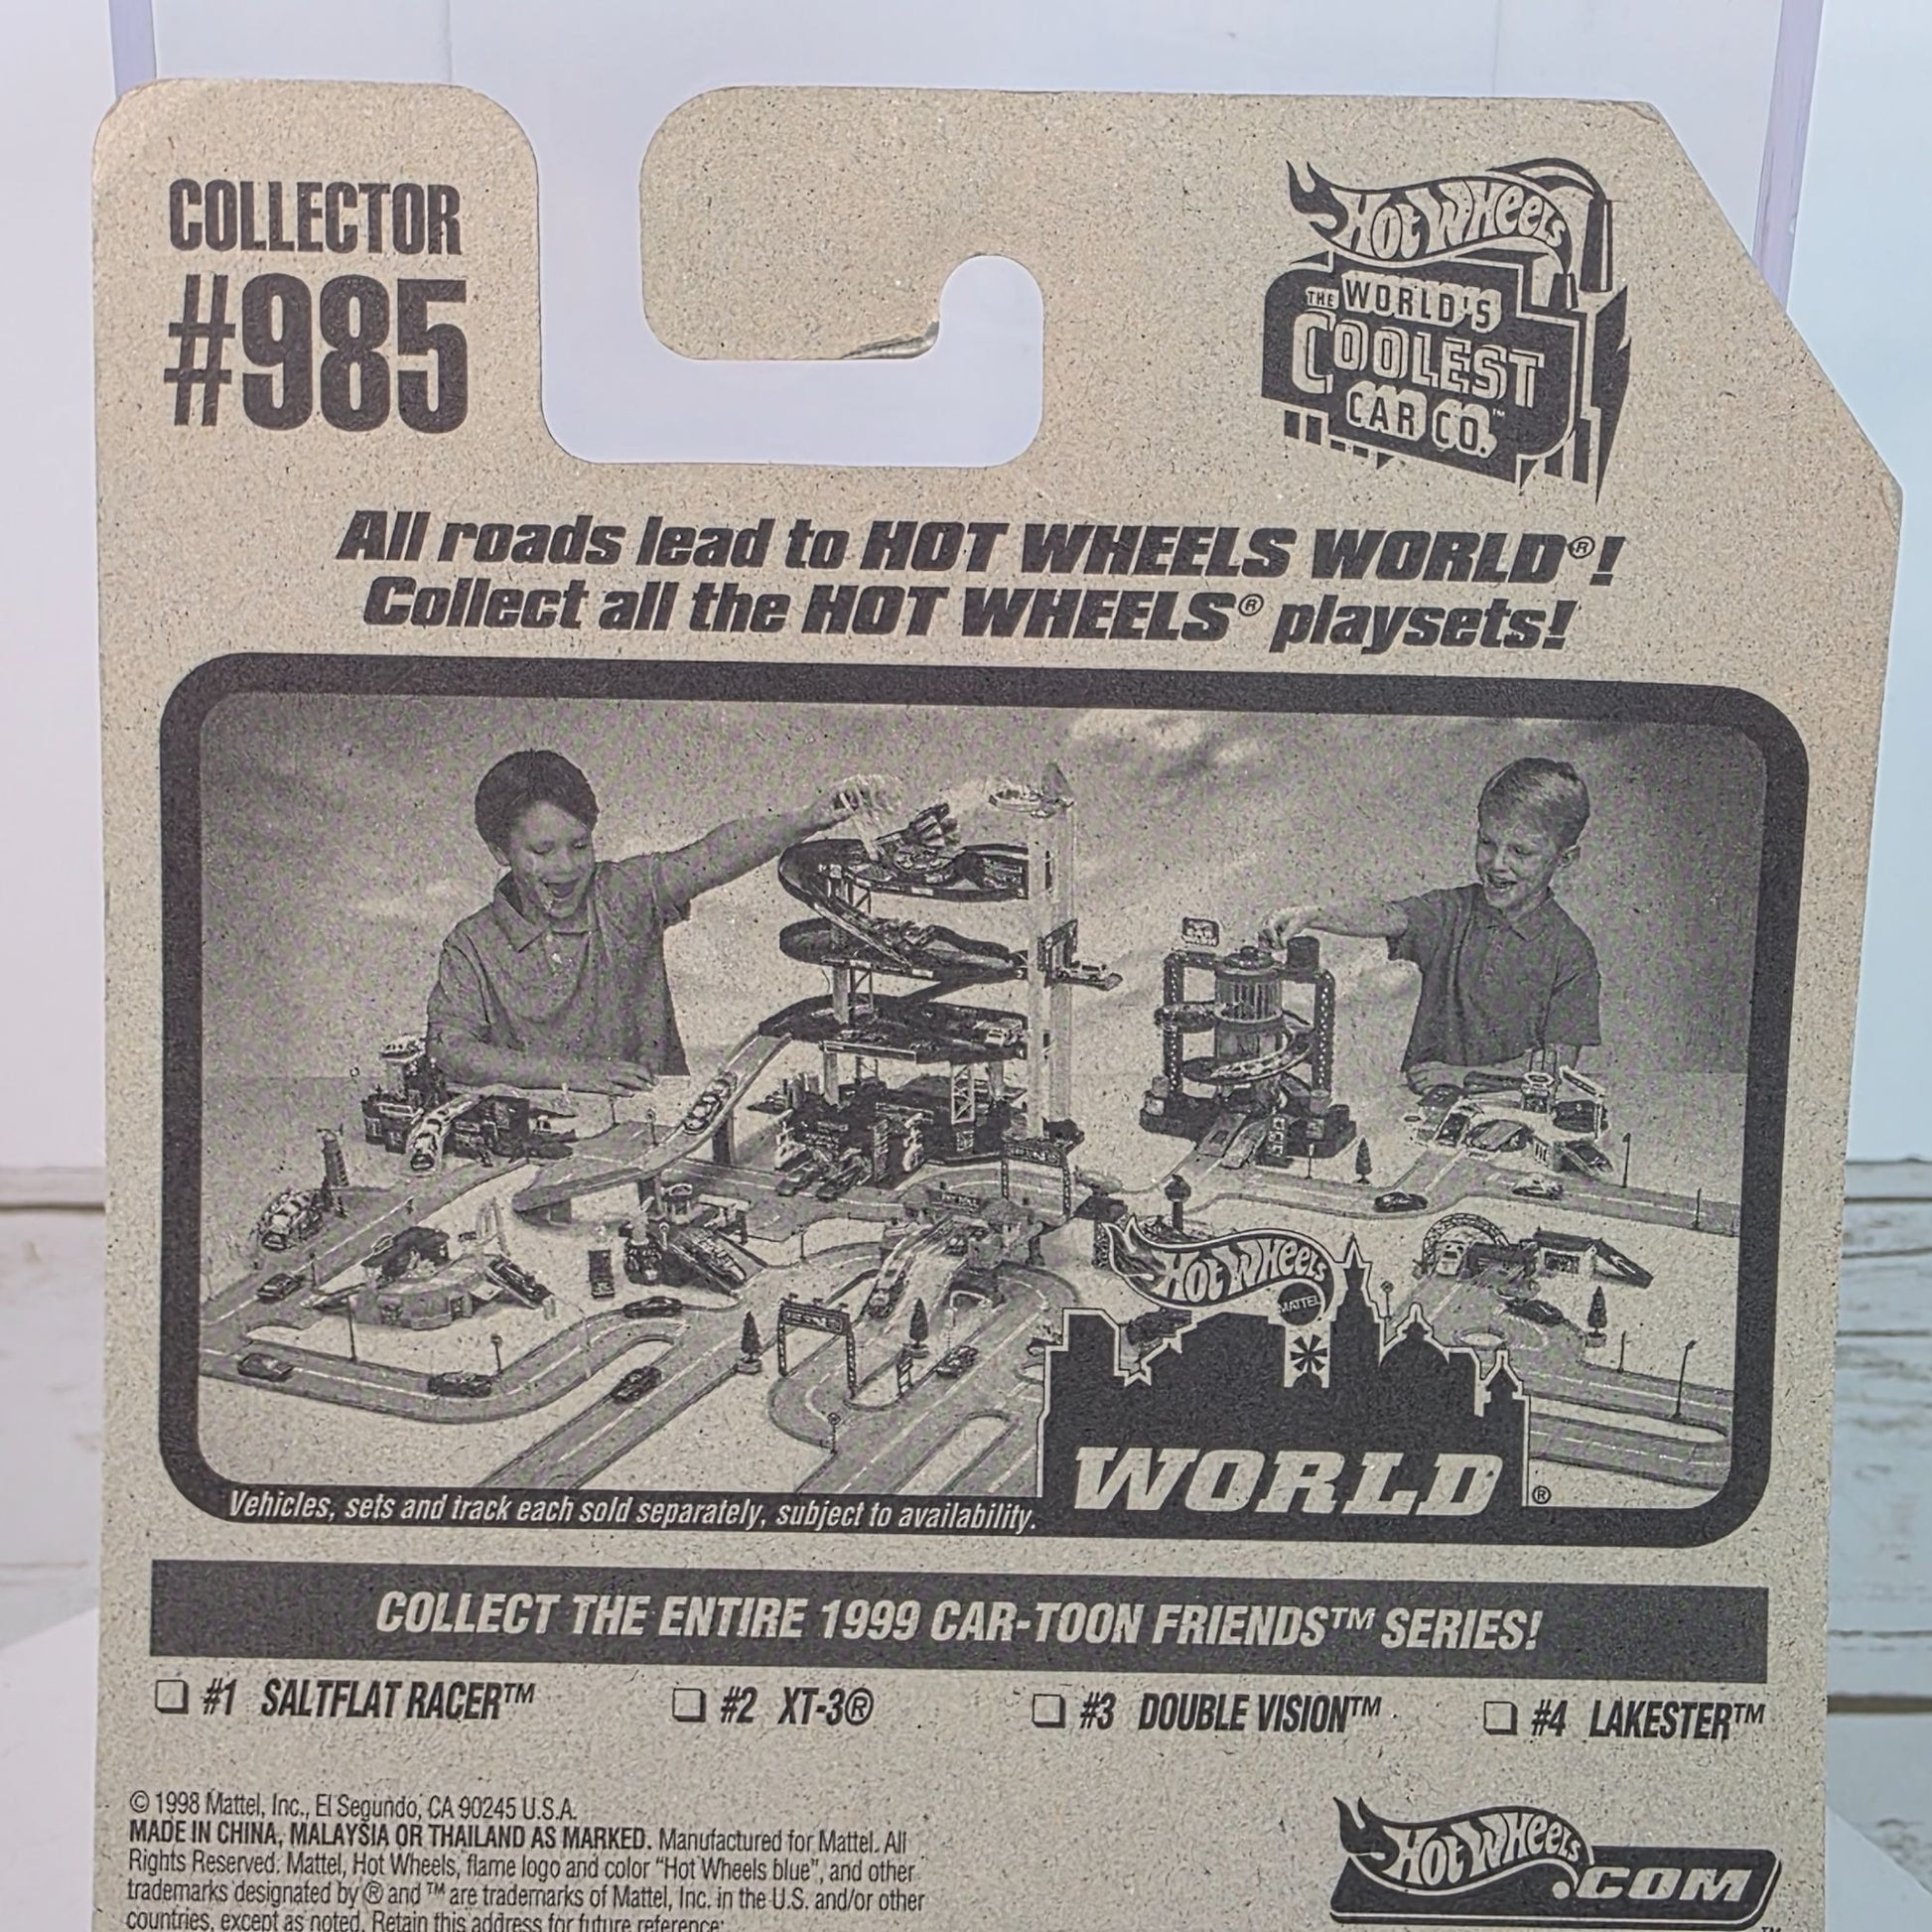 COLLECTOR
#985
HOT WHEELS
THE WORLD'S
COOLEST
CAR CO.™
All roads lead to HOT WHEELS WORLD®!
Collect all the HOT WHEELS® playsets!
HOT WHEELS
MATTEL
WORLD®
Vehicles, sets and track each sold separately, subject to availability.
COLLECT THE ENTIRE 1999 CAR-TOON FRIENDS™ SERIES!
#1 SALTFLAT RACER™ #2 XT-3® #3 DOUBLE VISION™ #4 LAKESTER™
© 1998 Mattel, Inc., El Segundo, CA 90245 U.S.A.
MADE IN CHINA, MALAYSIA OR THAILAND AS MARKED. Manufactured for Mattel. All
Rights Reserved. Mattel, Hot Wheels, flame logo and color “Hot Wheels blue”, and other
trademarks designated by ® and ™ are trademarks of Mattel, Inc. in the U.S. and/or other
countries, except as noted. Retain this address for future reference:
HOT WHEELS
.COM
TM